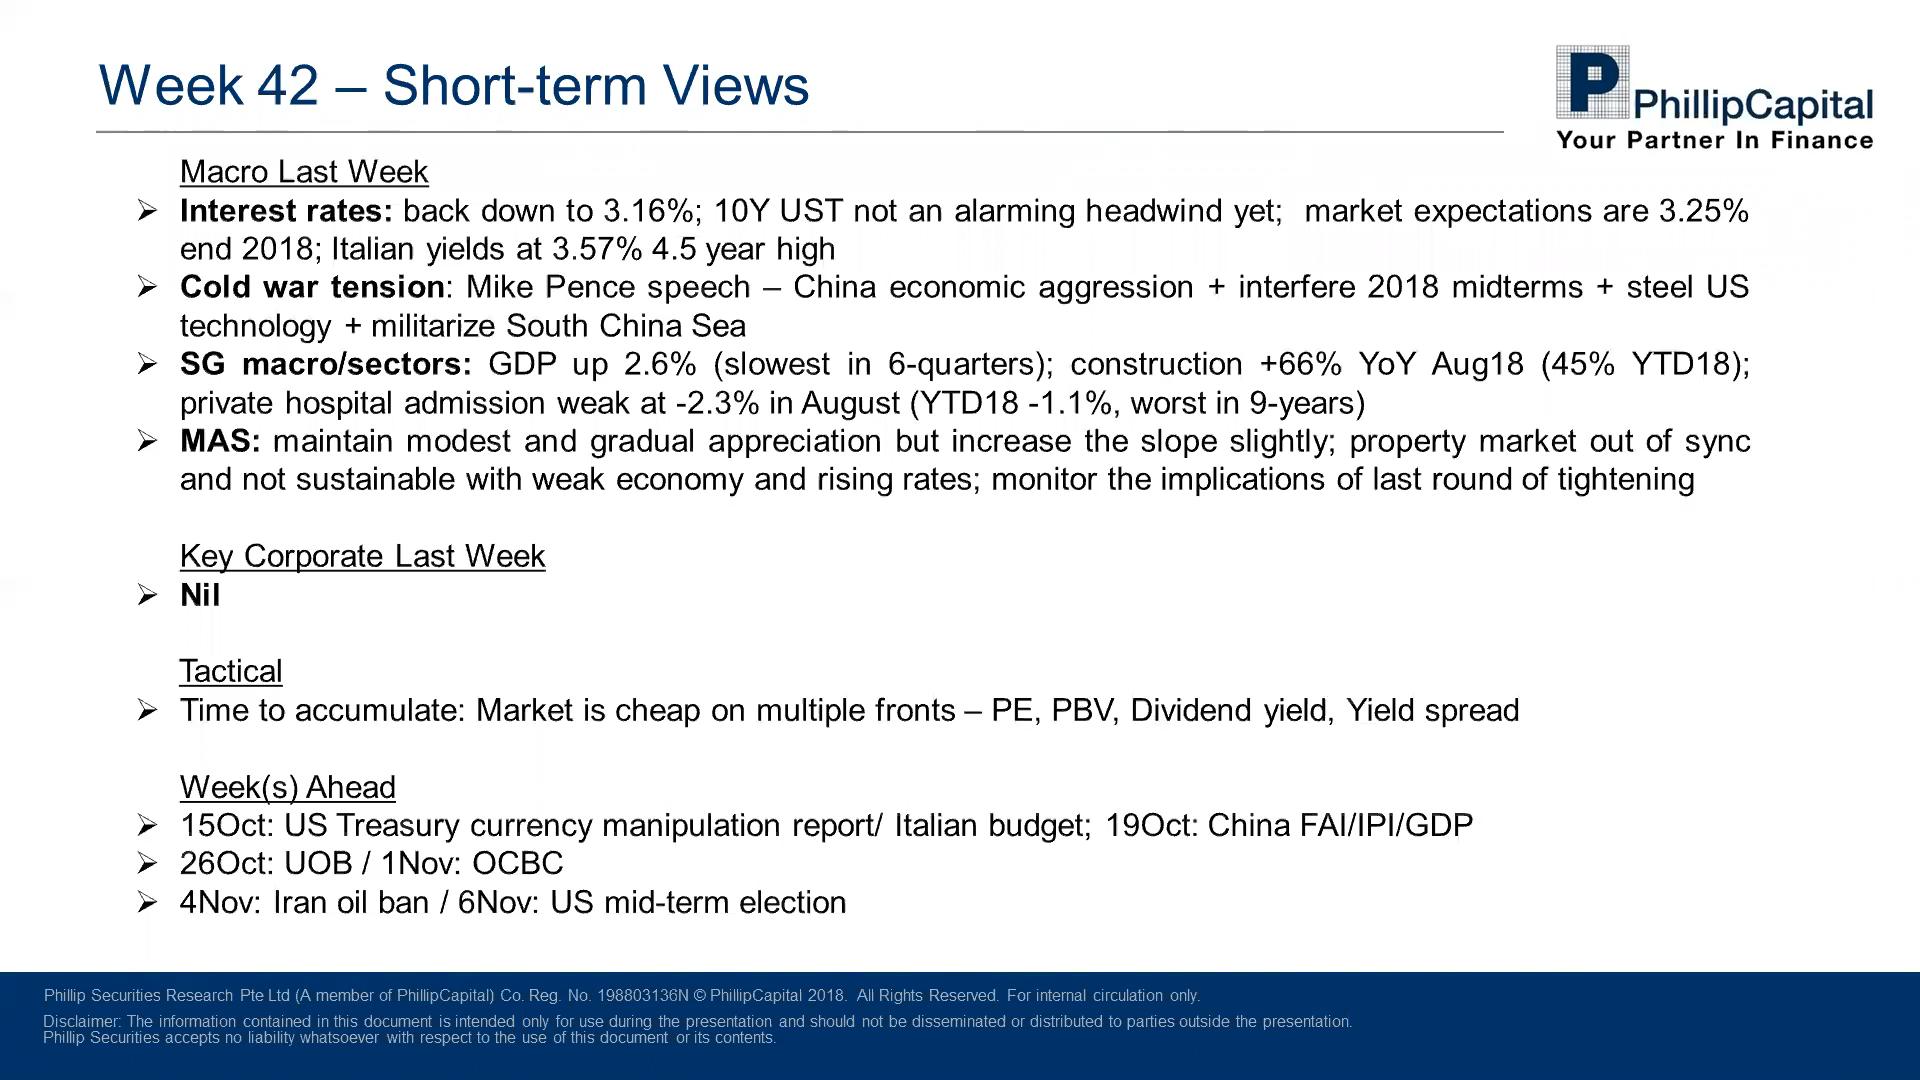 Week 42 – Short-term Views
P
PhillipCapital
Your Partner In Finance
Macro Last Week
➢ Interest rates: back down to 3.16%; 10Y UST not an alarming headwind yet; market expectations are 3.25%
end 2018; Italian yields at 3.57% 4.5 year high
➢ Cold war tension: Mike Pence speech – China economic aggression + interfere 2018 midterms + steel US
technology + militarize South China Sea
➢ SG macro/sectors: GDP up 2.6% (slowest in 6-quarters); construction +66% YoY Aug18 (45% YTD18);
private hospital admission weak at -2.3% in August (YTD18 -1.1%, worst in 9-years)
➢ MAS: maintain modest and gradual appreciation but increase the slope slightly; property market out of sync
and not sustainable with weak economy and rising rates; monitor the implications of last round of tightening
Key Corporate Last Week
➢ Nil
Tactical
➢ Time to accumulate: Market is cheap on multiple fronts – PE, PBV, Dividend yield, Yield spread
Week(s) Ahead
➢ 15Oct: US Treasury currency manipulation report/ Italian budget; 19Oct: China FAI/IPI/GDP
➢ 26Oct: UOB / 1Nov: OCBC
➢ 4Nov: Iran oil ban / 6Nov: US mid-term election
Phillip Securities Research Pte Ltd (A member of PhillipCapital) Co. Reg. No. 198803136N © PhillipCapital 2018. All Rights Reserved. For internal circulation only.
Disclaimer: The information contained in this document is intended only for use during the presentation and should not be disseminated or distributed to parties outside the presentation.
Phillip Securities accepts no liability whatsoever with respect to the use of this document or its contents.